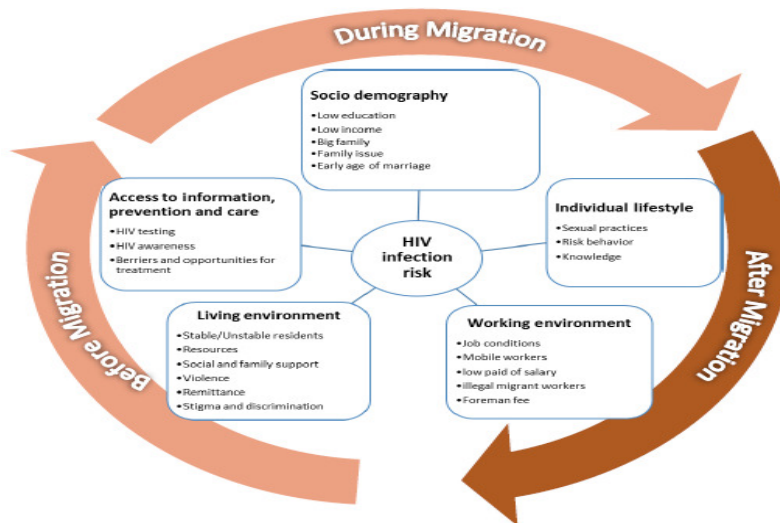 During Migration
Socio demography
•Low education
•Low income
•Big family
•Family issue
•Early age of marriage
Access to information,
prevention and care
•HIV testing
•HIV awareness
•Berriers and opportunities for
treatment
HIV
infection
risk
Individual lifestyle
•Sexual practices
•Risk behavior
•Knowledge
Living environment
•Stable/Unstable residents
•Resources
•Social and family support
•Violence
•Remittance
•Stigma and discrimination
Working environment
•Job conditions
•Mobile workers
•low paid of salary
•illegal migrant workers
•Foreman fee
Before Migration
After Migration